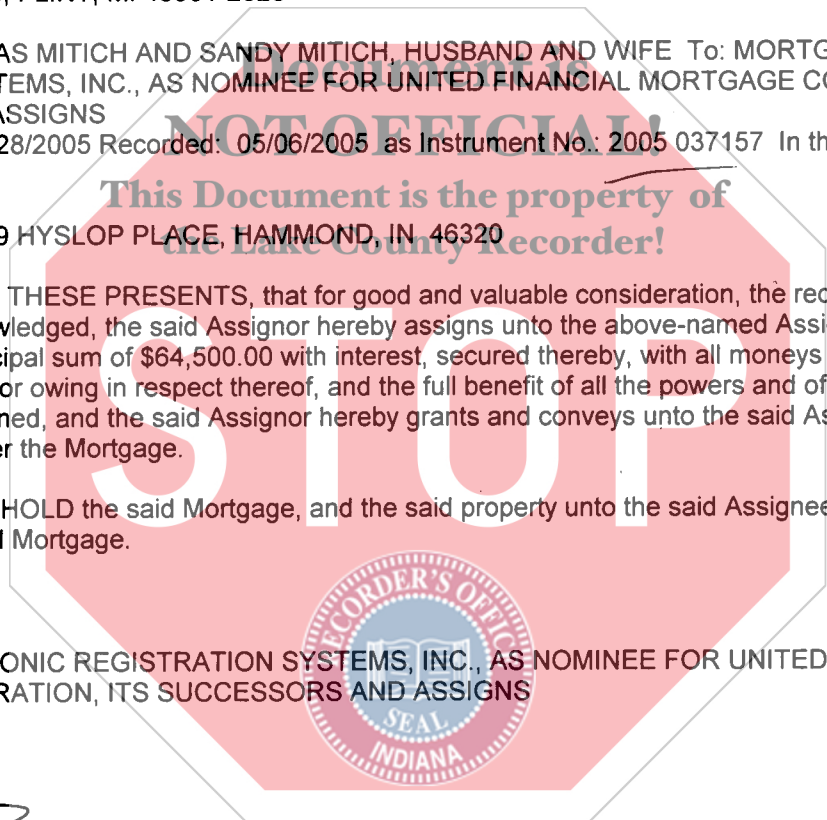 AS MITICH AND SANDY MITICH, HUSBAND AND WIFE To: MORTG
TEMS, INC., AS NOMINEE FOR UNITED FINANCIAL MORTGAGE CO
ASSIGNS
28/2005 Recorded: 05/06/2005 as Instrument No.: 2005 037157 In th
Document is
NOT OFFICIAL!
This Document is the property of
the Lake County Recorder!
9 HYSLOP PLACE, HAMMOND, IN 46320
THESE PRESENTS, that for good and valuable consideration, the rec
wledged, the said Assignor hereby assigns unto the above-named Assi
cipal sum of $64,500.00 with interest, secured thereby, with all moneys
or owing in respect thereof, and the full benefit of all the powers and of
ned, and the said Assignor hereby grants and conveys unto the said As
er the Mortgage.
STOP
HOLD the said Mortgage, and the said property unto the said Assignee
Mortgage.
RECORDER'S OFFICE
SEAL
INDIANA
ONIC REGISTRATION SYSTEMS, INC., AS NOMINEE FOR UNITED
RATION, ITS SUCCESSORS AND ASSIGNS